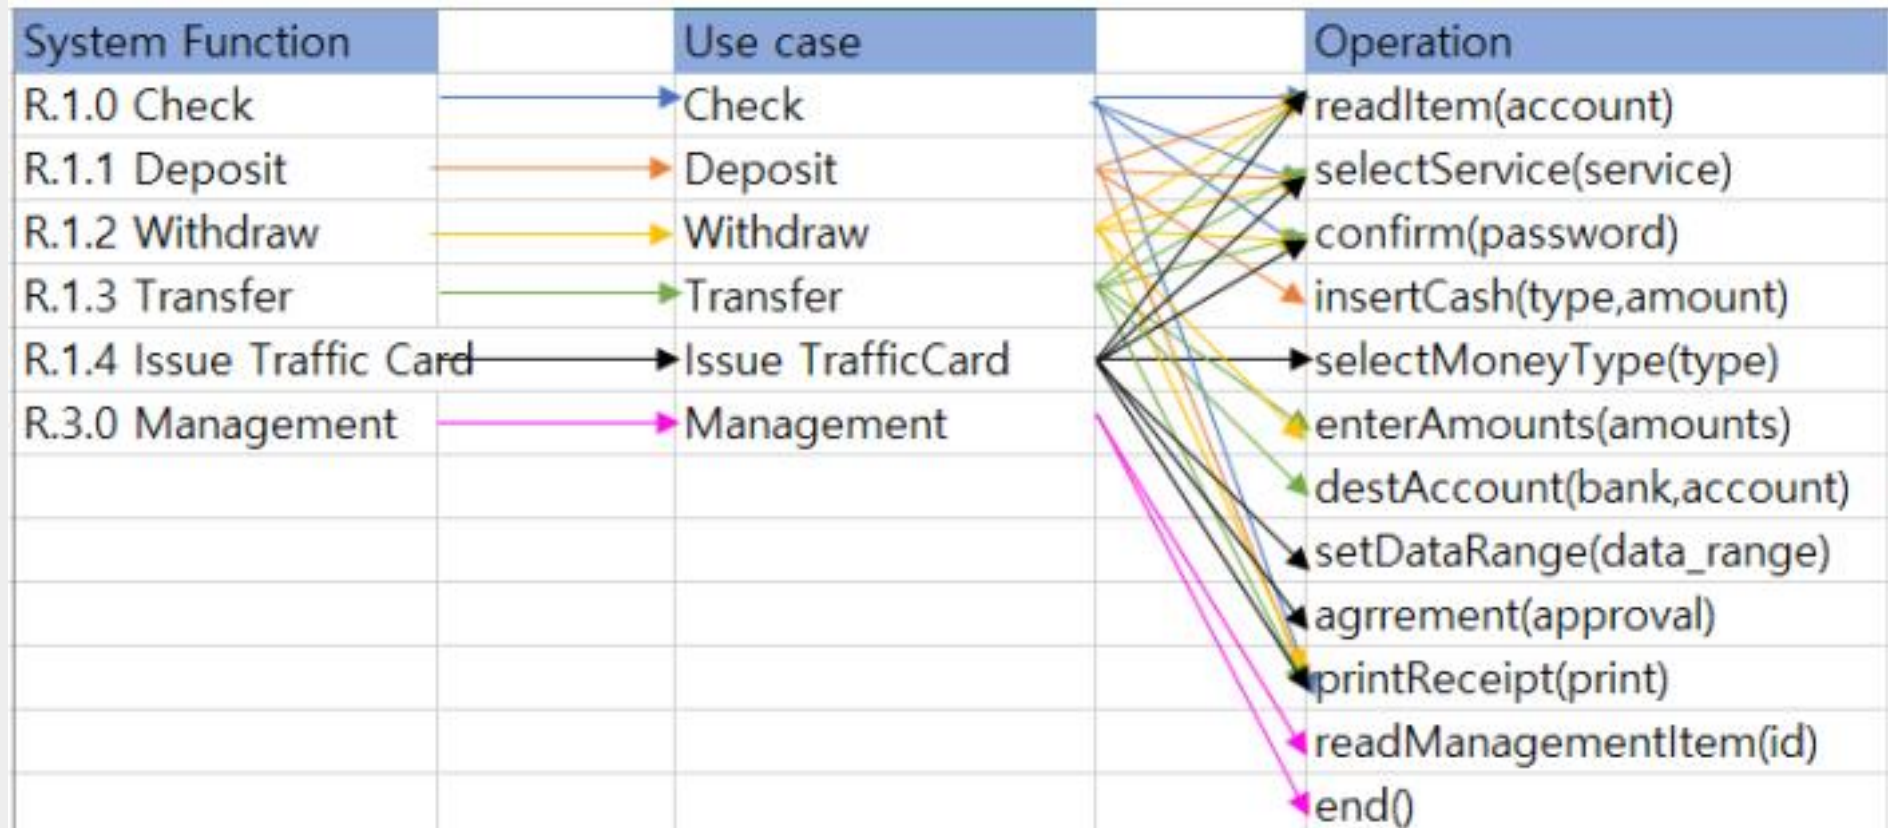 System Function Use case Operation
R.1.0 Check Check readItem(account)
R.1.1 Deposit Deposit selectService(service)
R.1.2 Withdraw Withdraw confirm(password)
R.1.3 Transfer Transfer insertCash(type,amount)
R.1.4 Issue Traffic Card Issue TrafficCard selectMoneyType(type)
R.3.0 Management Management enterAmounts(amounts)
destAccount(bank,account)
setDataRange(data_range)
agrrement(approval)
printReceipt(print)
readManagementItem(id)
end()